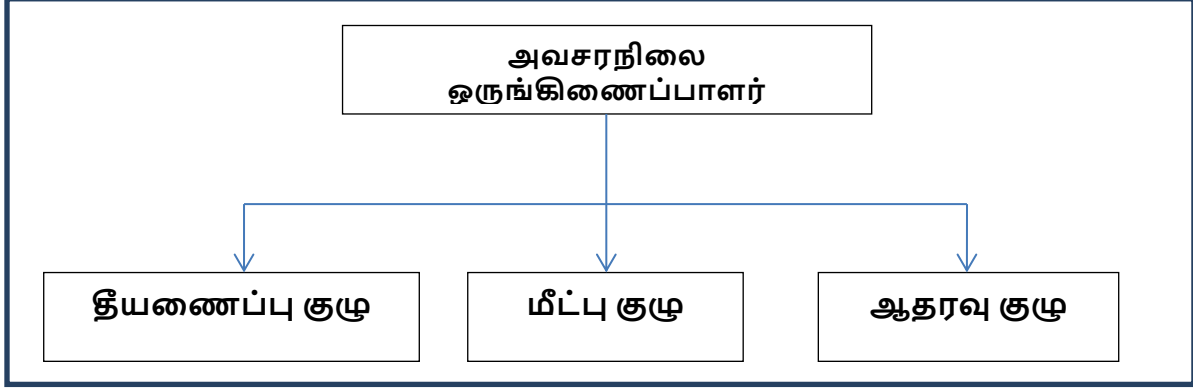 அவசரநிலை
ஒருங்கிணைப்பாளர்
தீயணைப்பு குழு
மீட்பு குழு
ஆதரவு குழு